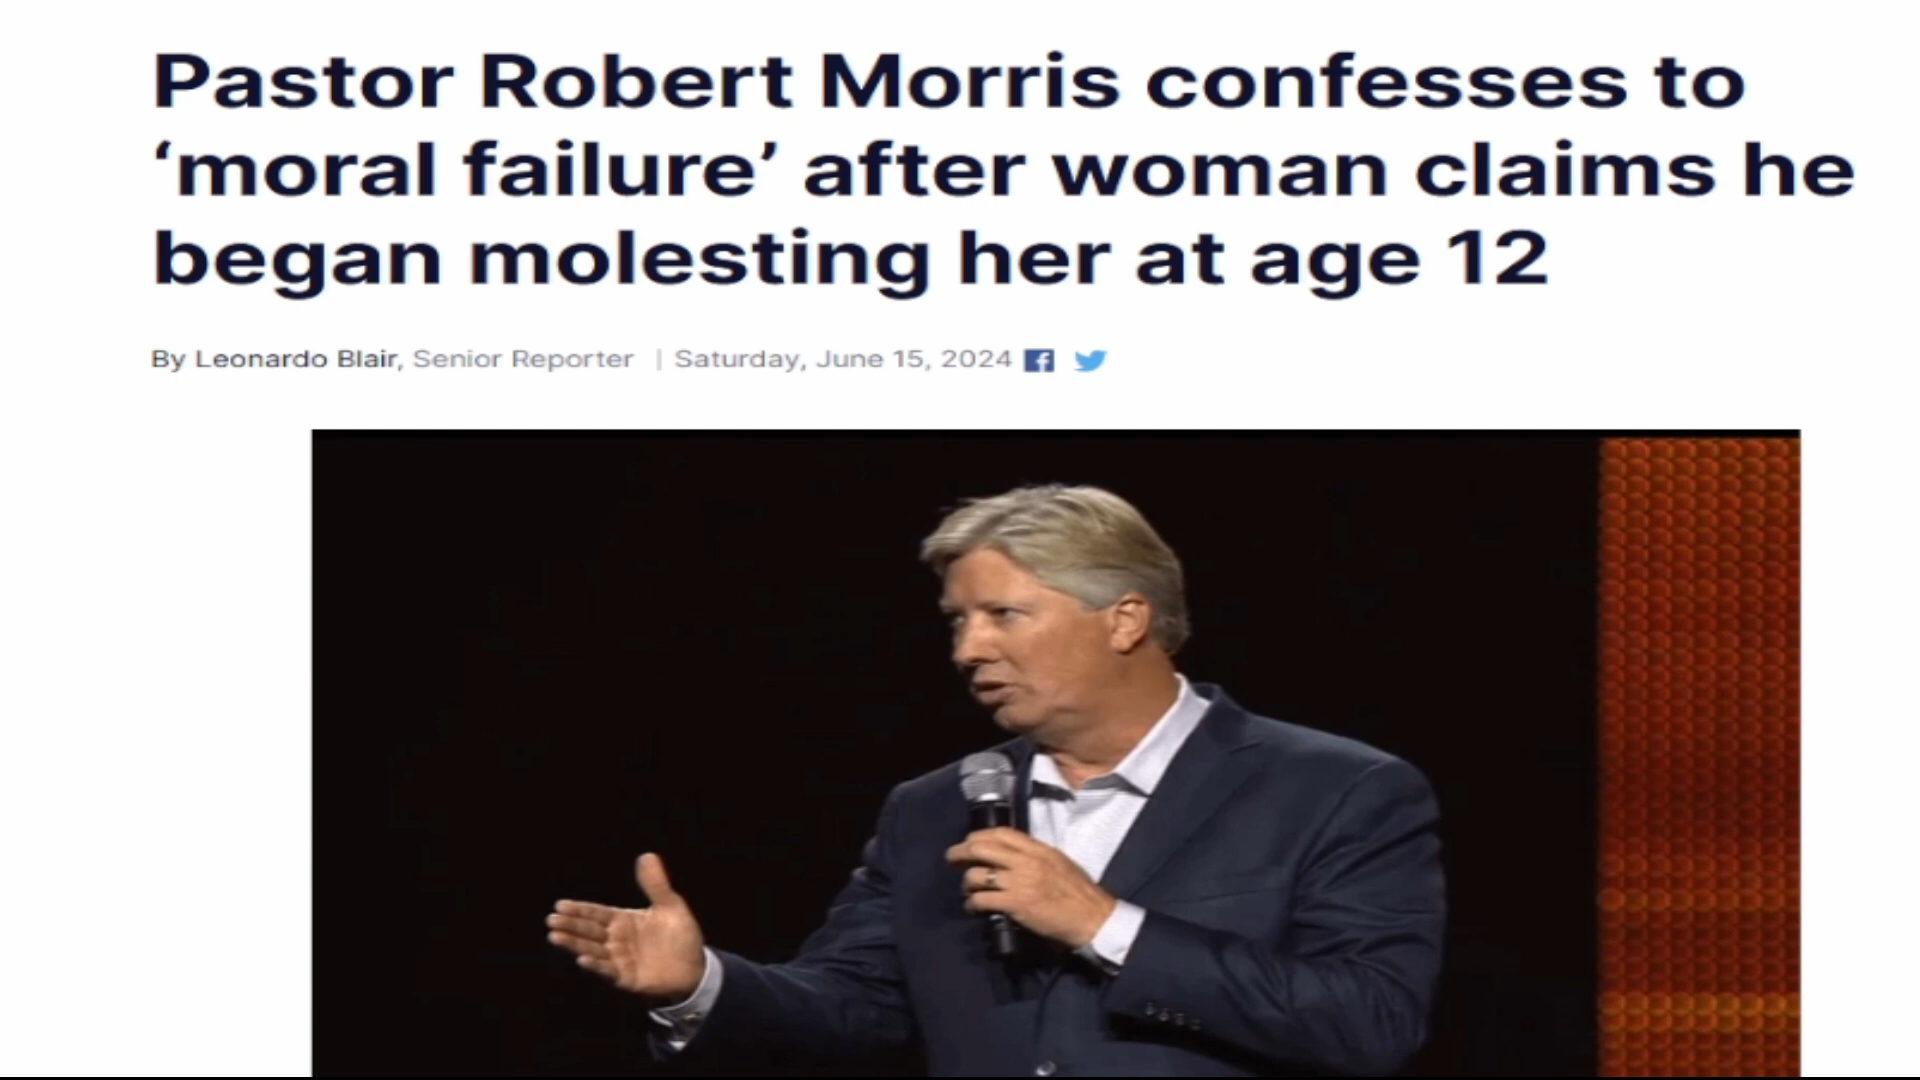 Pastor Robert Morris confesses to
‘moral failure’ after woman claims he
began molesting her at age 12
By Leonardo Blair, Senior Reporter | Saturday, June 15, 2024